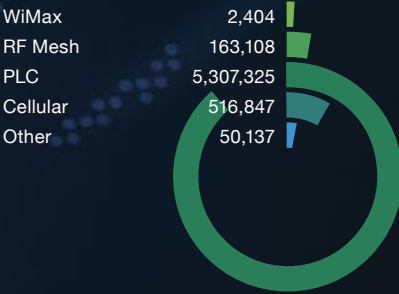 WiMax 2,404
RF Mesh 163,108
PLC 5,307,325
Cellular 516,847
Other 50,137